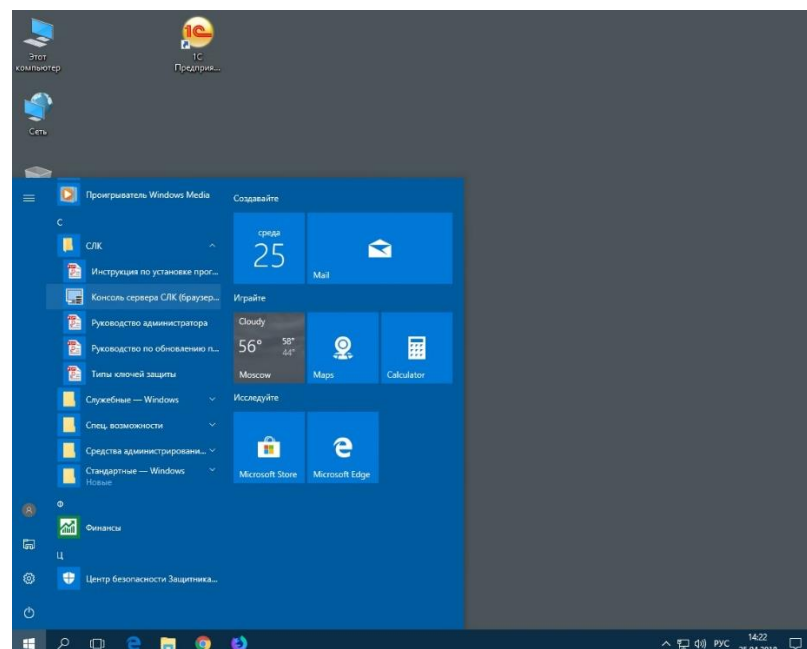 Этот
компьютер
1С
Предприя...
Сеть
Проигрыватель Windows Media
С
СЛК
Инструкция по установке прог...
Консоль сервера СЛК (браузер...
Руководство администратора
Руководство по обновлению п...
Типы ключей защиты
Служебные — Windows
Спец. возможности
Средства администрировани...
Стандартные — Windows
Новые
Ф
Финансы
Ц
Центр безопасности Защитника...
Создавайте
среда
25
Mail
Играйте
Cloudy
56° 58°
44°
Moscow
Maps
Calculator
Исследуйте
Microsoft Store
Microsoft Edge
РУС
14:22
25.04.2018